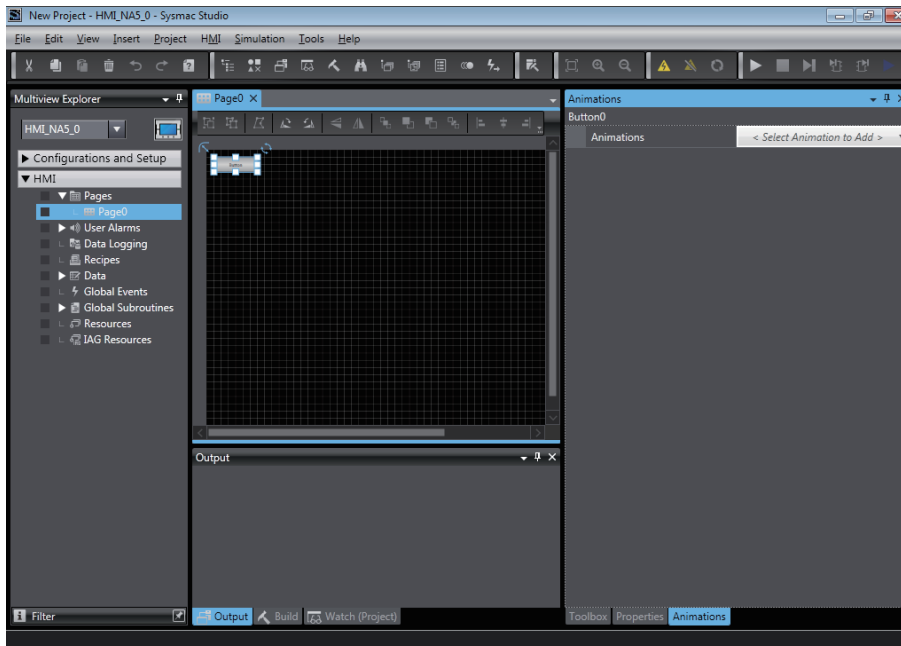 New Project - HMI_NA5_0 - Sysmac Studio
File Edit View Insert Project HMI Simulation Tools Help
Multiview Explorer
HMI_NA5_0
Configurations and Setup
HMI
Pages
Page0
User Alarms
Data Logging
Recipes
Data
Global Events
Global Subroutines
Resources
IAG Resources
Filter
Page0
Button
Output
Output Build Watch (Project)
Animations
Button0
Animations < Select Animation to Add >
Toolbox Properties Animations